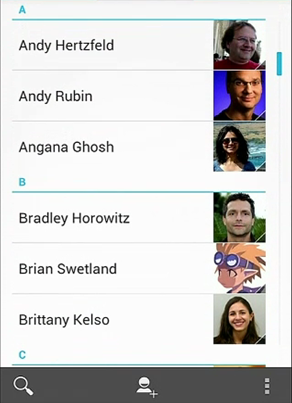 A
Andy Hertzfeld
Andy Rubin
Angana Ghosh
B
Bradley Horowitz
Brian Swetland
Brittany Kelso
C